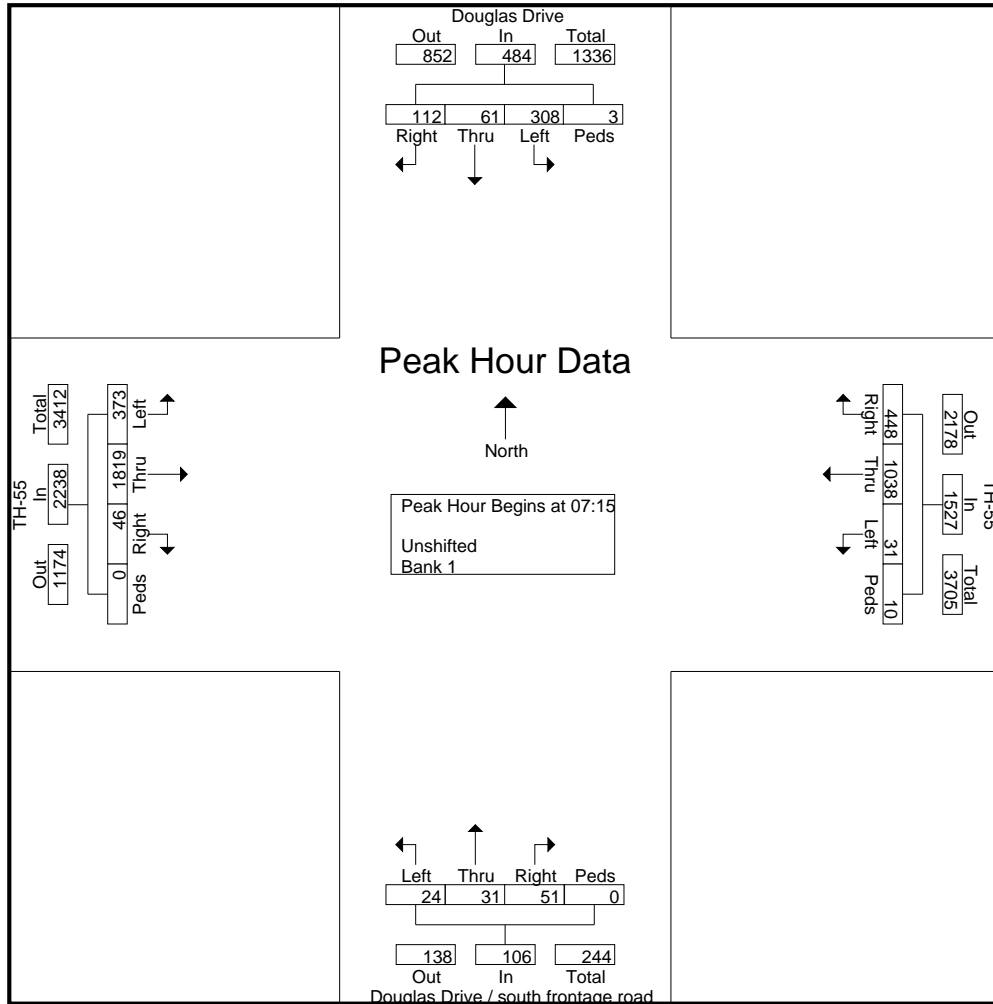 Douglas Drive
Out In Total
852 484 1336
112 61 308 3
Right Thru Left Peds
Peak Hour Data
North
Peak Hour Begins at 07:15
Unshifted
Bank 1
TH-55
Out In Total
1174 2238 3412
Peds Right Thru Left
0 46 1819 373
TH-55
Out In Total
2178 1527 3705
448 1038 31 10
Right Thru Left Peds
Left Thru Right Peds
24 31 51 0
138 106 244
Out In Total
Douglas Drive / south frontage road